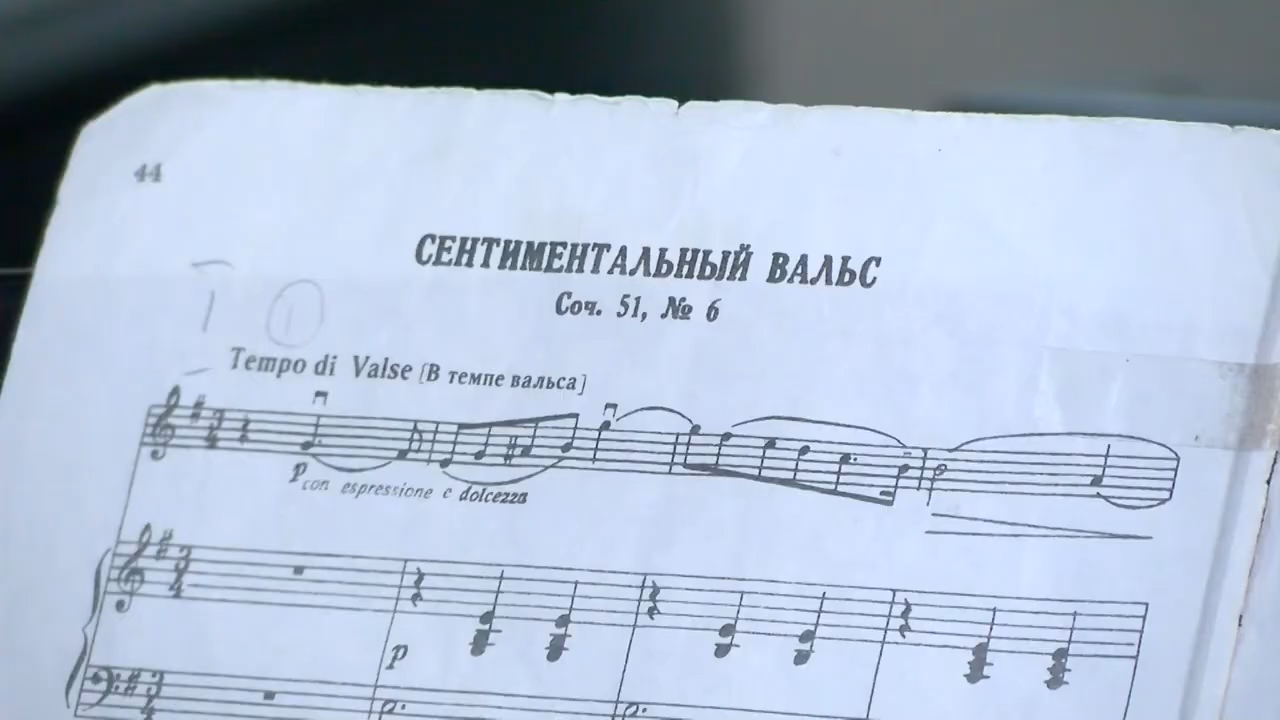 44
СЕНТИМЕНТАЛЬНЫЙ ВАЛЬС
Соч. 51, № 6
Tempo di Valse [В темпе вальса]
p con espressione e dolcezza
p